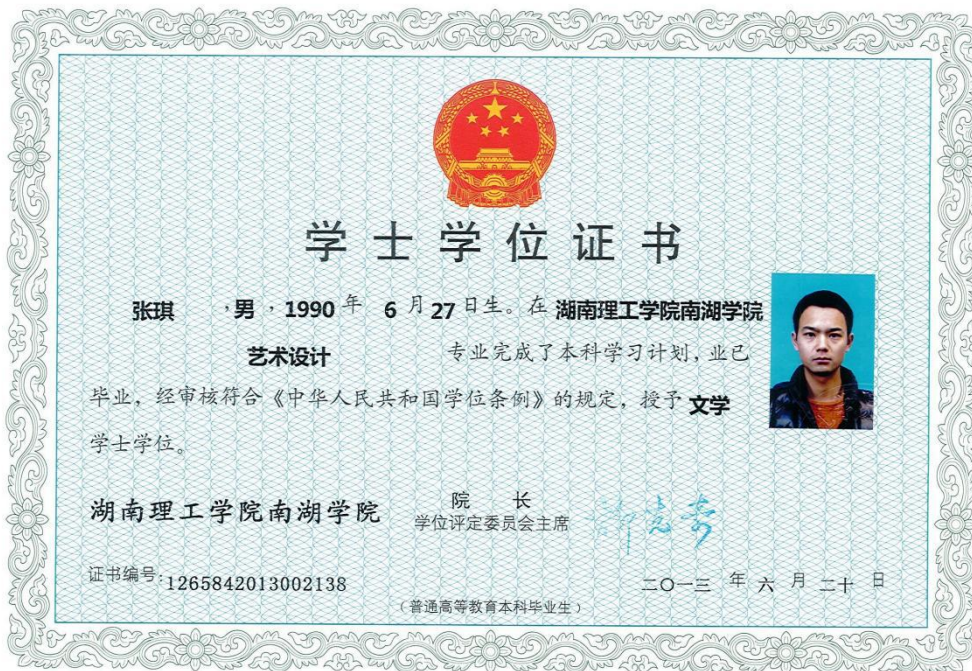 学士学位证书
张琪 ,男,1990年 6月27日生。在 湖南理工学院南湖学院
艺术设计 专业完成了本科学习计划,业已
毕业,经审核符合《中华人民共和国学位条例》的规定,授予 文学
学士学位。
湖南理工学院南湖学院
院 长
学位评定委员会主席
证书编号:1265842013002138
二〇一三 年 六 月 二十 日
(普通高等教育本科毕业生)